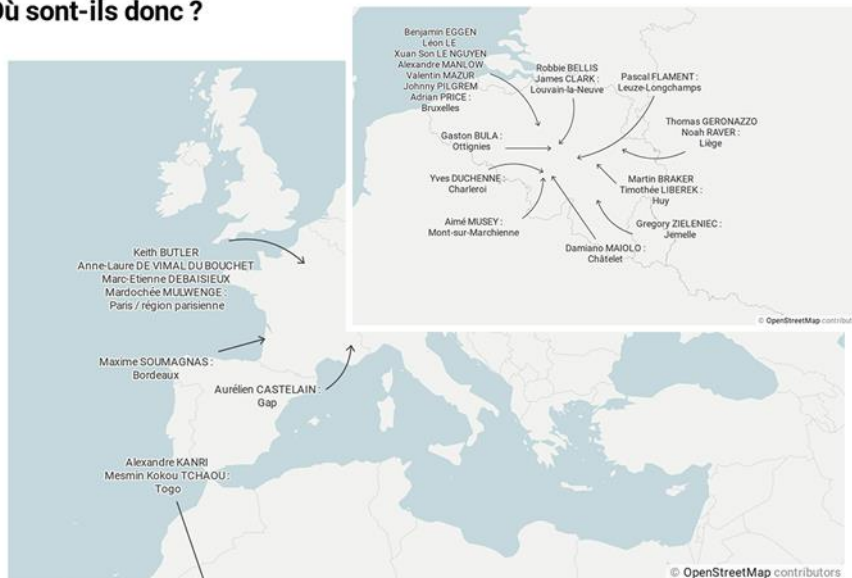 Où sont-ils donc ?
Benjamin EGGEN
Léon LE
Xuan Son LE NGUYEN
Alexandre MANLOW
Valentin MAZUR
Johnny PILGREM
Adrian PRICE :
Bruxelles
Robbie BELLIS
James CLARK :
Louvain-la-Neuve
Pascal FLAMENT :
Leuze-Longchamps
Thomas GERONAZZO
Noah RAVER :
Liège
Gaston BULA :
Ottignies
Yves DUCHENNE :
Charleroi
Martin BRAKER
Timothée LIBEREK :
Huy
Aimé MUSEY :
Mont-sur-Marchienne
Gregory ZIELENIEC :
Jemelle
Damiano MAIOLO :
Châtelet
© OpenStreetMap contribut
Keith BUTLER
Anne-Laure DE VIMAL DU BOUCHET
Marc-Etienne DEBAISIEUX
Mardochée MULWENGE :
Paris / région parisienne
Maxime SOUMAGNAS :
Bordeaux
Aurélien CASTELAIN :
Gap
Alexandre KANRI
Mesmin Kokou TCHAOU :
Togo
© OpenStreetMap contributors